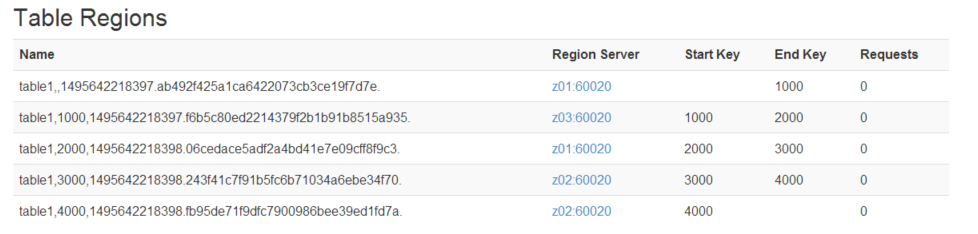 Table Regions
Name Region Server Start Key End Key Requests
table1,,1495642218397.ab492f425a1ca6422073cb3ce19f7d7e. z01:60020 1000 0
table1,1000,1495642218397.f6b5c80ed2214379f2b1b91b8515a935. z03:60020 1000 2000 0
table1,2000,1495642218398.06cedace5adf2a4bd41e7e09cff8f9c3. z01:60020 2000 3000 0
table1,3000,1495642218398.243f41c7f91b5fc6b71034a6ebe34f70. z02:60020 3000 4000 0
table1,4000,1495642218398.fb95de71f9dfc7900986bee39ed1fd7a. z02:60020 4000 0